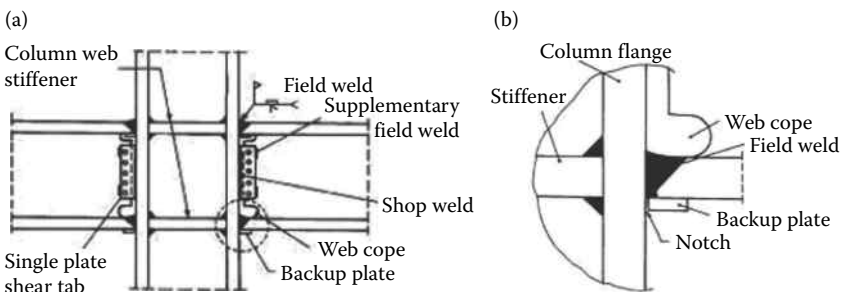 (a)
Column web
stiffener
Field weld
Supplementary
field weld
Shop weld
Web cope
Backup plate
Single plate
shear tab
(b)
Column flange
Stiffener
Web cope
Field weld
Backup plate
Notch